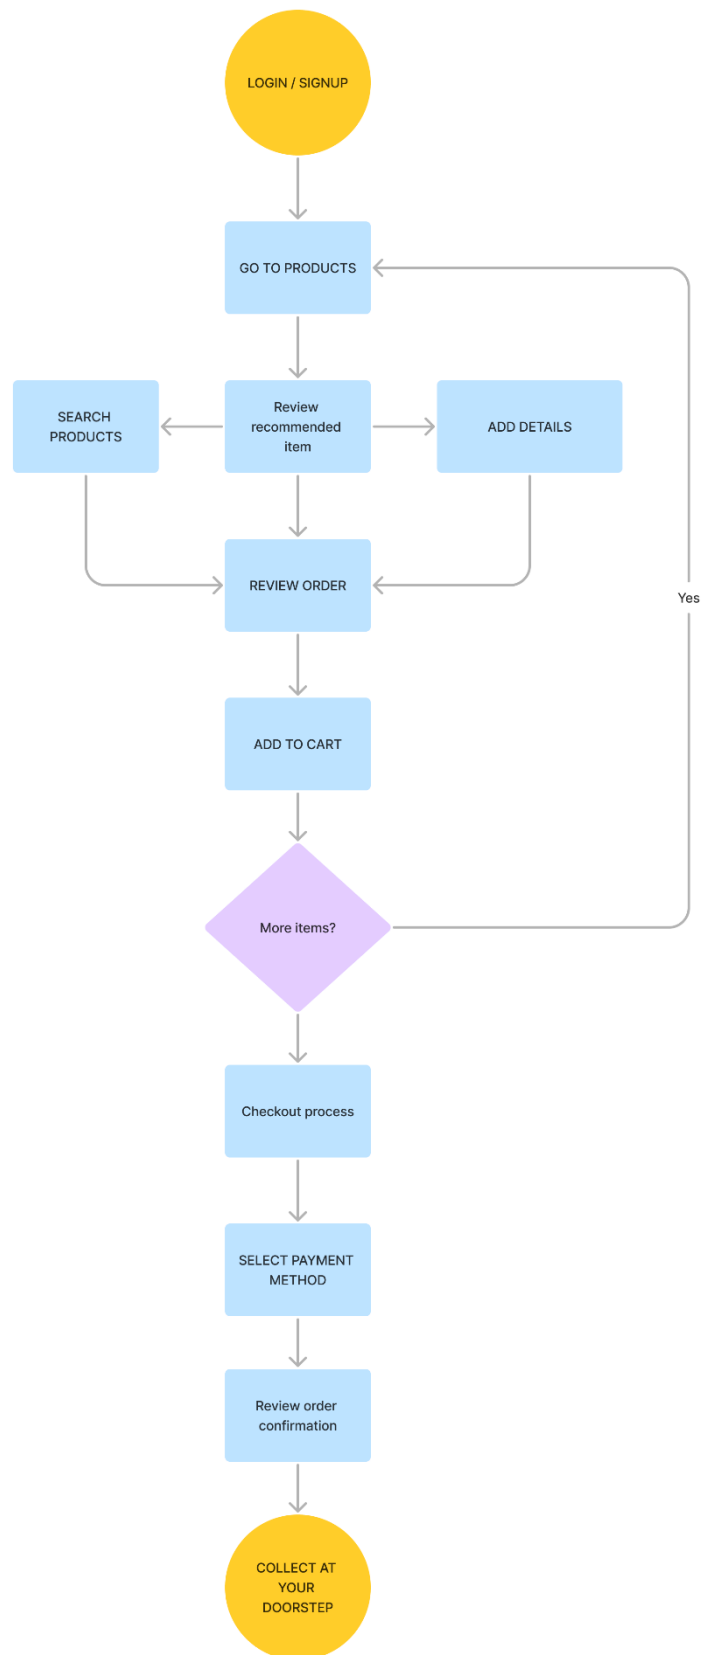 LOGIN / SIGNUP
GO TO PRODUCTS
SEARCH
PRODUCTS
Review
recommended
item
ADD DETAILS
REVIEW ORDER
Yes
ADD TO CART
More items?
Checkout process
SELECT PAYMENT
METHOD
Review order
confirmation
COLLECT AT
YOUR
DOORSTEP